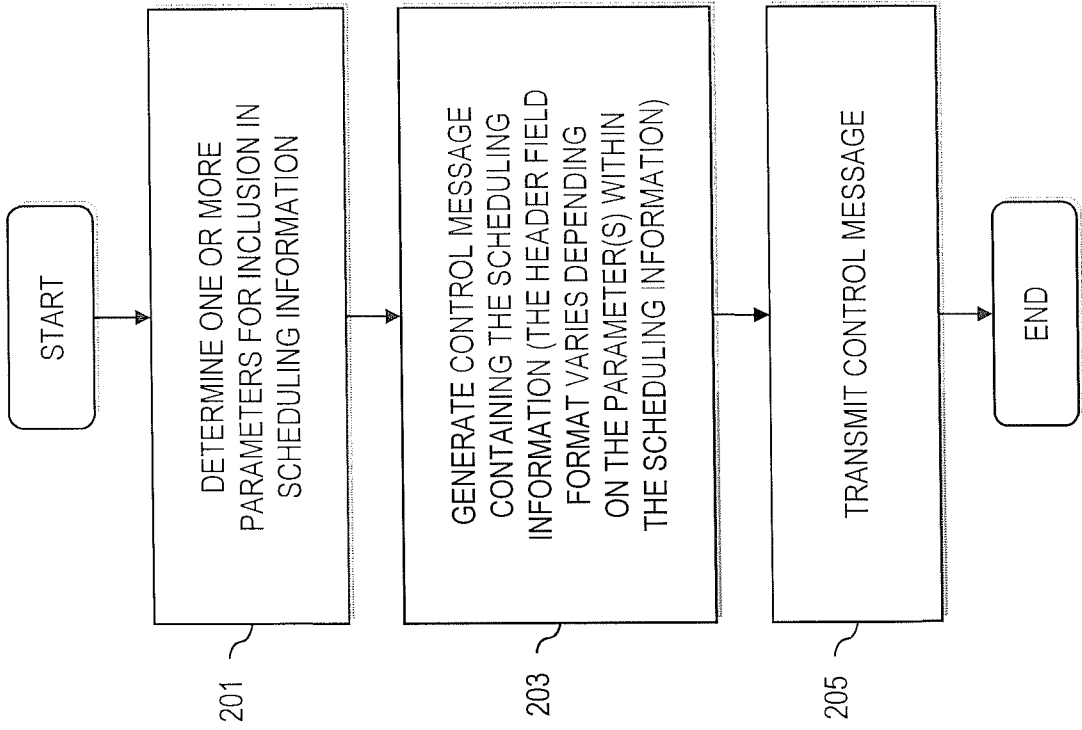 START
DETERMINE ONE OR MORE
PARAMETERS FOR INCLUSION IN
SCHEDULING INFORMATION
201
GENERATE CONTROL MESSAGE
CONTAINING THE SCHEDULING
INFORMATION (THE HEADER FIELD
FORMAT VARIES DEPENDING
ON THE PARAMETER(S) WITHIN
THE SCHEDULING INFORMATION)
203
TRANSMIT CONTROL MESSAGE
205
END